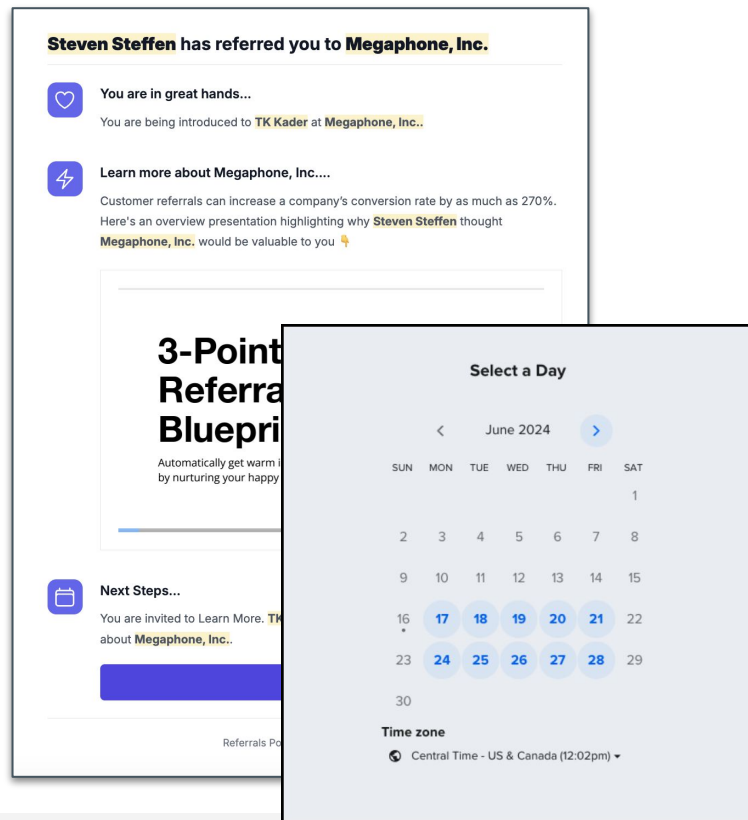 Steven Steffen has referred you to Megaphone, Inc.
You are in great hands...
You are being introduced to TK Kader at Megaphone, Inc..
Learn more about Megaphone, Inc....
Customer referrals can increase a company's conversion rate by as much as 270%.
Here's an overview presentation highlighting why Steven Steffen thought
Megaphone, Inc. would be valuable to you 👇
3-Point
Referra
Bluepri
Automatically get warm i
by nurturing your happy
Next Steps...
You are invited to Learn More. TK
about Megaphone, Inc..
Referrals Po
Select a Day
< June 2024 >
SUN MON TUE WED THU FRI SAT
1
2 3 4 5 6 7 8
9 10 11 12 13 14 15
16 17 18 19 20 21 22
23 24 25 26 27 28 29
30
Time zone
Central Time - US & Canada (12:02pm)